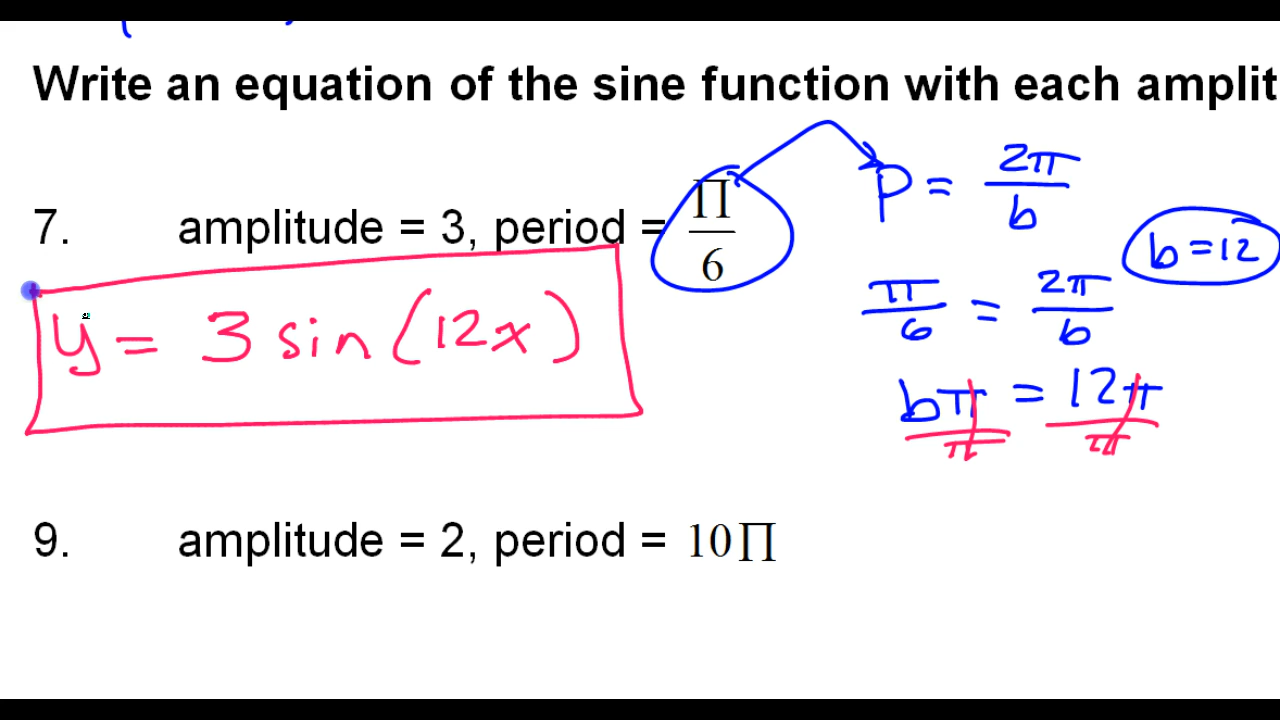 Write an equation of the sine function with each amplit
7. amplitude = 3, period = Π/6
P = 2π/b
b = 12
π/6 = 2π/b
y = 3 sin(12x)
bπ/π = 12π/π
9. amplitude = 2, period = 10Π